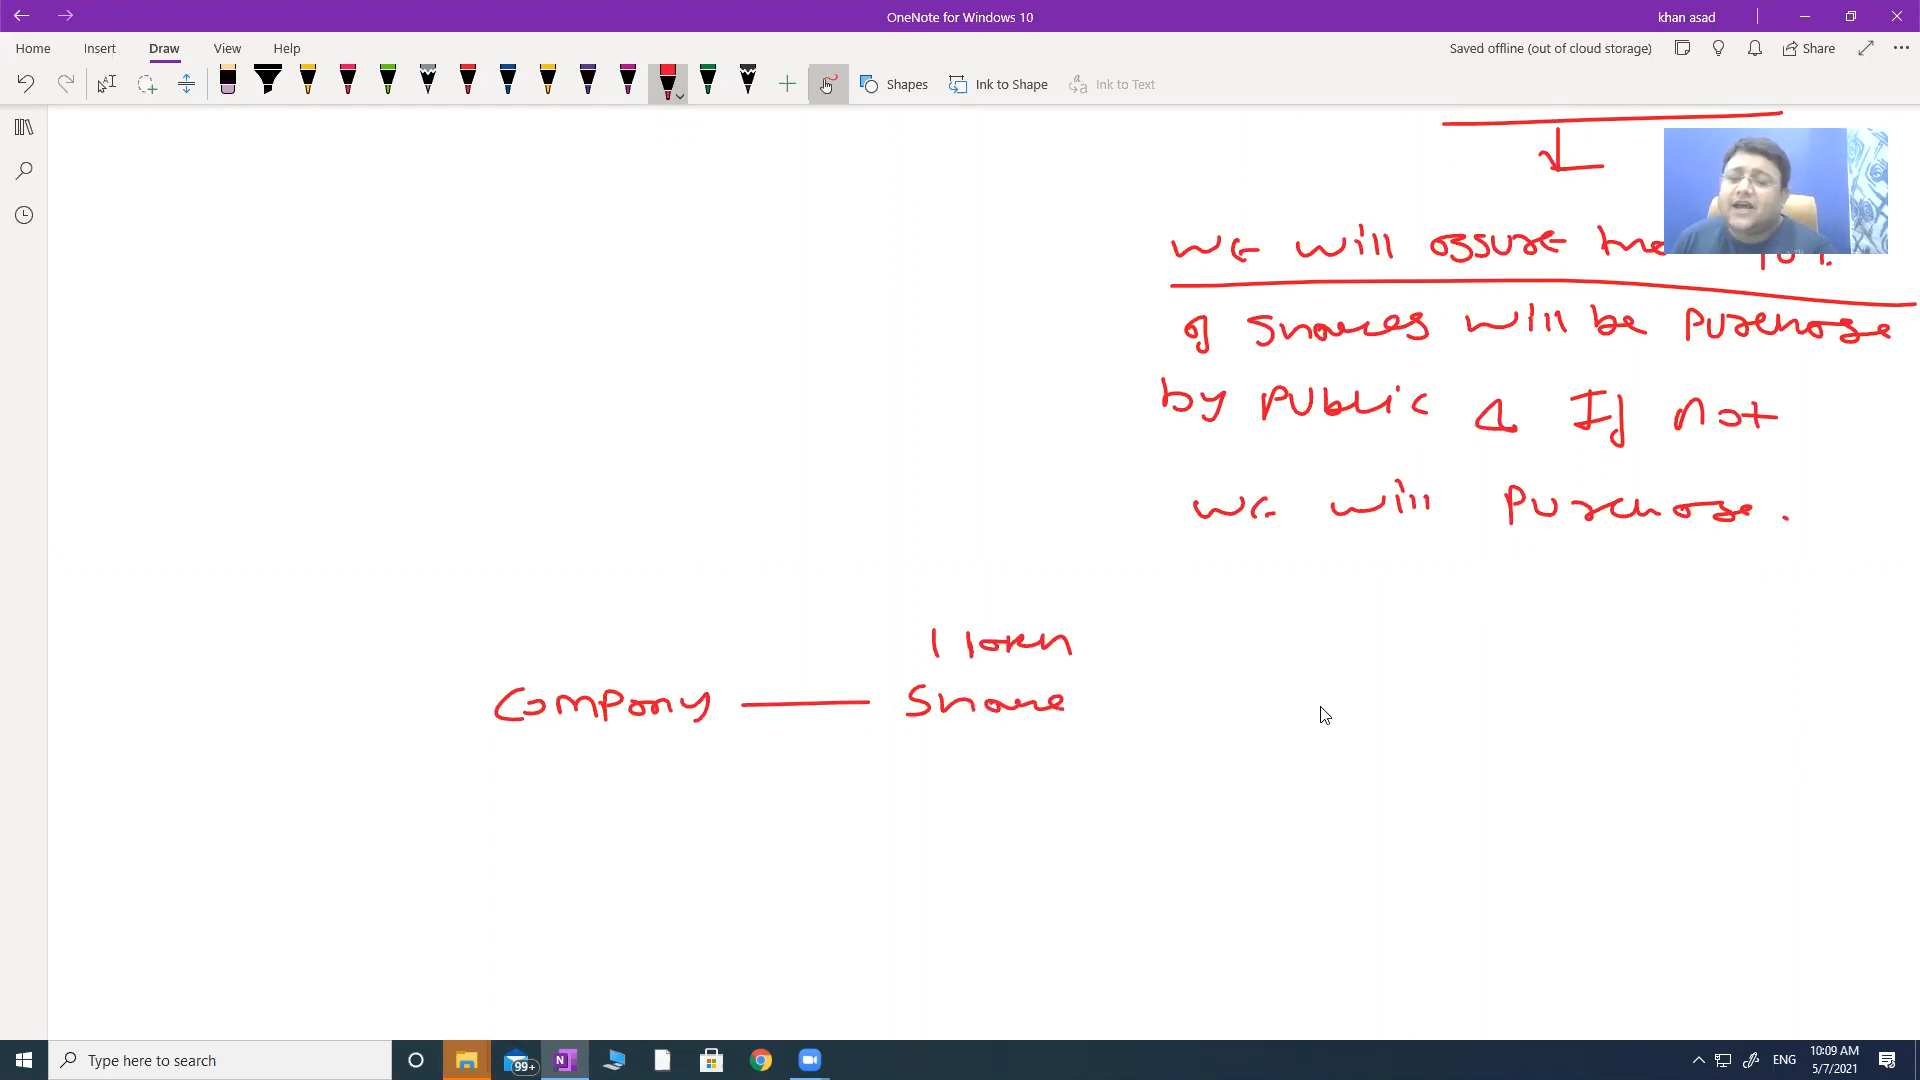 OneNote for Windows 10
khan asad
Home Insert Draw View Help
Saved offline (out of cloud storage)
Share
Shapes
Ink to Shape
Ink to Text
We will assure
of shares will be purchase
by public & If not
we will purchase.
1 lakh
Company — Share
Type here to search
99+
ENG
10:09 AM
5/7/2021